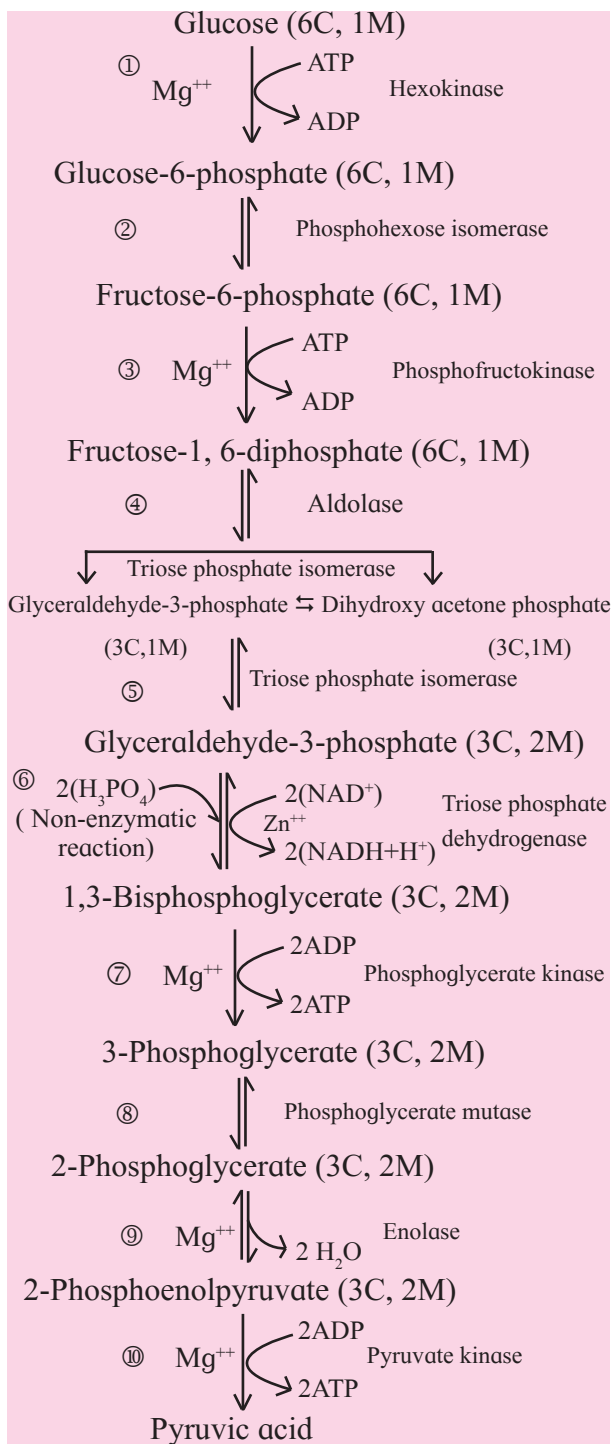 Glucose (6C, 1M)
①
Mg⁺⁺
ATP
ADP
Hexokinase
Glucose-6-phosphate (6C, 1M)
②
Phosphohexose isomerase
Fructose-6-phosphate (6C, 1M)
③
Mg⁺⁺
ATP
ADP
Phosphofructokinase
Fructose-1, 6-diphosphate (6C, 1M)
④
Aldolase
Triose phosphate isomerase
Glyceraldehyde-3-phosphate ⇆ Dihydroxy acetone phosphate
(3C,1M) (3C,1M)
⑤
Triose phosphate isomerase
Glyceraldehyde-3-phosphate (3C, 2M)
⑥
2(H₃PO₄)
( Non-enzymatic
reaction)
2(NAD⁺)
Zn⁺⁺
2(NADH+H⁺)
Triose phosphate
dehydrogenase
1,3-Bisphosphoglycerate (3C, 2M)
⑦
Mg⁺⁺
2ADP
2ATP
Phosphoglycerate kinase
3-Phosphoglycerate (3C, 2M)
⑧
Phosphoglycerate mutase
2-Phosphoglycerate (3C, 2M)
⑨
Mg⁺⁺
2 H₂O
Enolase
2-Phosphoenolpyruvate (3C, 2M)
⑩
Mg⁺⁺
2ADP
2ATP
Pyruvate kinase
Pyruvic acid